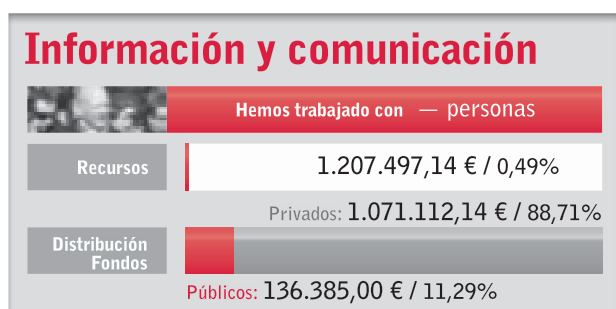 Información y comunicación
Hemos trabajado con — personas
Recursos
1.207.497,14 € / 0,49%
Privados: 1.071.112,14 € / 88,71%
Distribución
Fondos
Públicos: 136.385,00 € / 11,29%